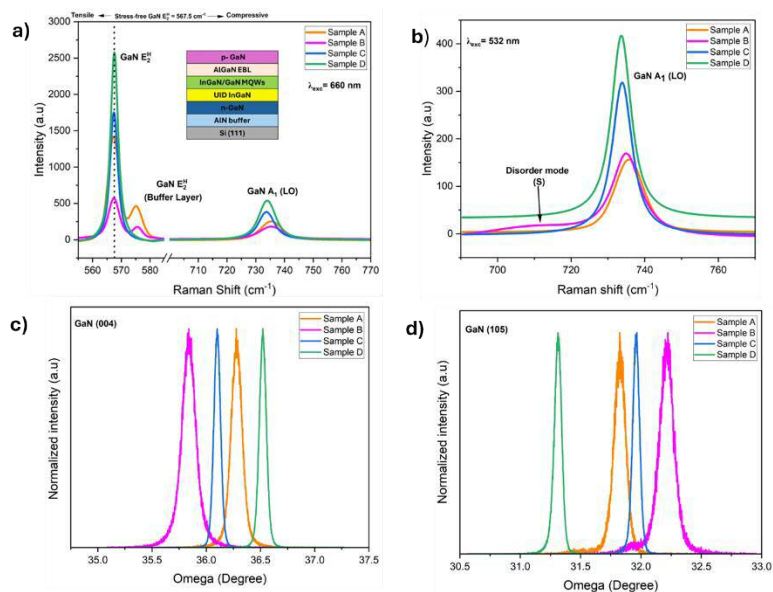 a)
Tensile ← Stress-free GaN E₂ᴴ = 567.5 cm⁻¹ → Compressive
GaN E₂ᴴ
Sample A
Sample B
Sample C
Sample D
p- GaN
AlGaN EBL
InGaN/GaN MQWs
UID InGaN
n-GaN
AlN buffer
Si (111)
λexc= 660 nm
GaN E₂ᴴ
(Buffer Layer)
GaN A₁ (LO)
Intensity (a.u)
3000
2500
2000
1500
1000
500
0
560 570 580 710 720 730 740 750 760 770
Raman Shift (cm⁻¹)
b)
λexc = 532 nm
GaN A₁ (LO)
Sample A
Sample B
Sample C
Sample D
Disorder mode
(S)
Intensity (a.u)
400
300
200
100
0
700 720 740 760
Raman shift (cm⁻¹)
c)
GaN (004)
Sample A
Sample B
Sample C
Sample D
Normalized intensity (a.u)
35.0 35.5 36.0 36.5 37.0 37.5
Omega (Degree)
d)
GaN (105)
Sample A
Sample B
Sample C
Sample D
Normalized intensity (a.u)
30.5 31.0 31.5 32.0 32.5 33.0
Omega (Degree)